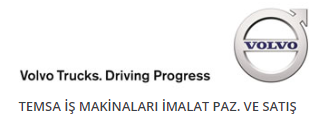 VOLVO
Volvo Trucks. Driving Progress
TEMSA İŞ MAKİNALARI İMALAT PAZ. VE SATIŞ